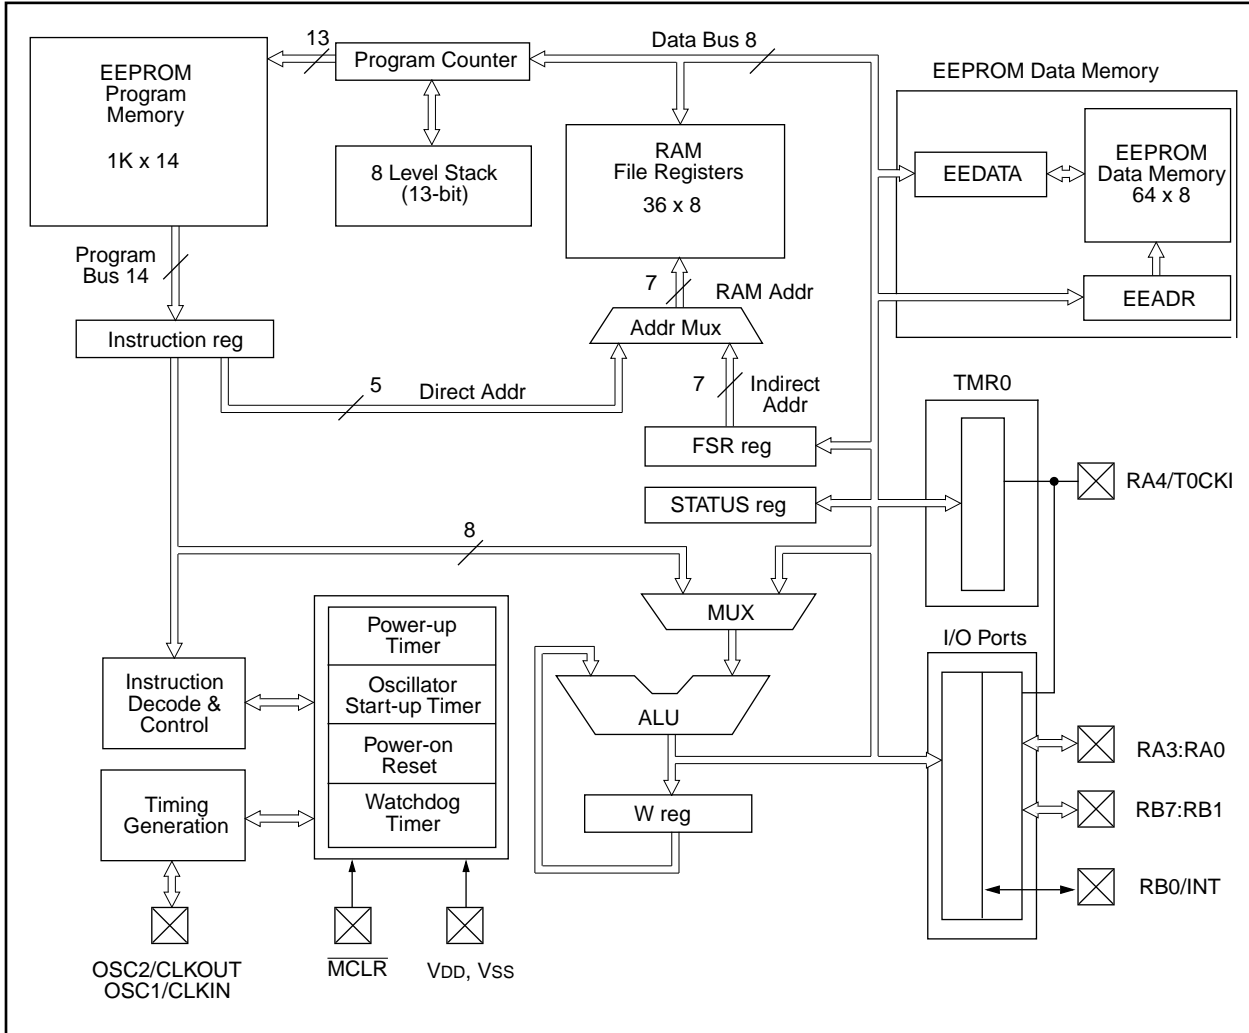 13
Program Counter
Data Bus 8
EEPROM
Program
Memory
1K x 14
8 Level Stack
(13-bit)
RAM
File Registers
36 x 8
EEPROM Data Memory
EEDATA
EEPROM
Data Memory
64 x 8
EEADR
Program
Bus 14
7
RAM Addr
Addr Mux
Instruction reg
5
Direct Addr
7
Indirect
Addr
FSR reg
STATUS reg
TMR0
RA4/T0CKI
8
MUX
Power-up
Timer
Oscillator
Start-up Timer
Power-on
Reset
Watchdog
Timer
Instruction
Decode &
Control
Timing
Generation
ALU
W reg
I/O Ports
RA3:RA0
RB7:RB1
RB0/INT
OSC2/CLKOUT
OSC1/CLKIN
MCLR
VDD, VSS